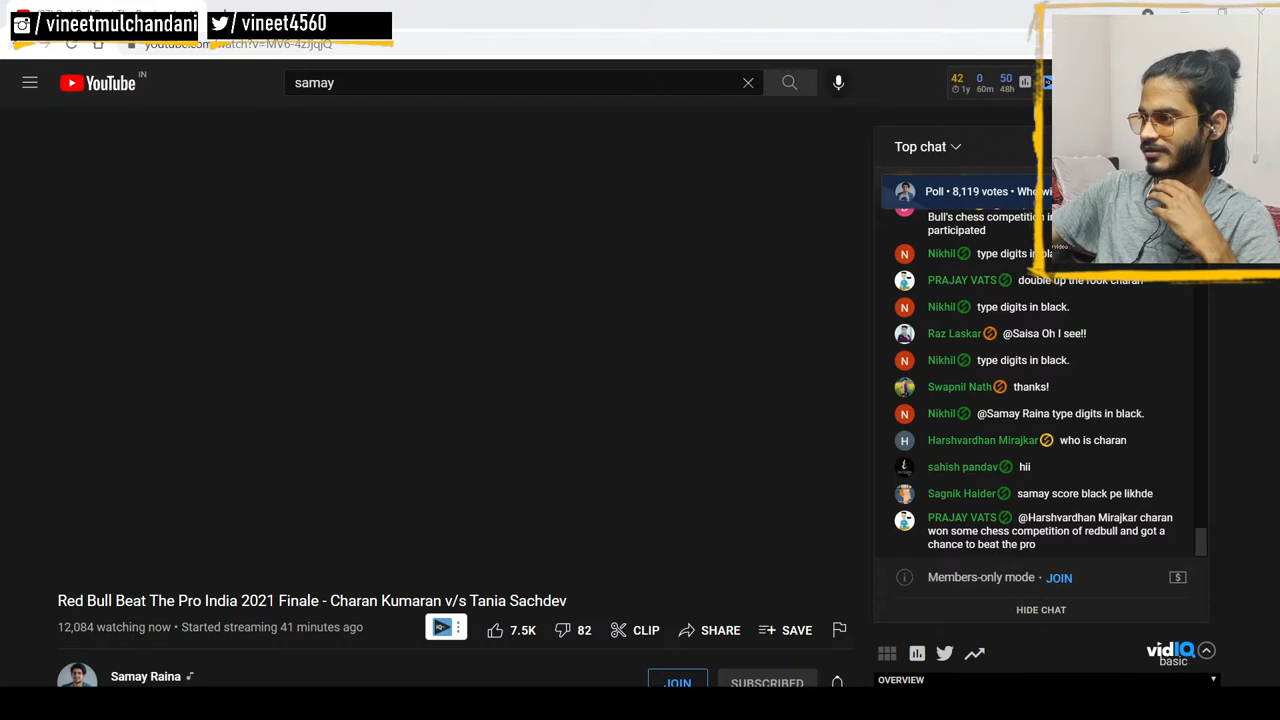 / vineetmulchandani
/ vineet4560
youtube.com/watch?v=MV6-4zJjqjQ
YouTube IN
samay
42 0 50
1y 60m 48h
Top chat
Poll • 8,119 votes • Who wi
Bull's chess competition in
participated
Nikhil type digits in bla
PRAJAY VATS double up the rook charan
Nikhil type digits in black.
Raz Laskar @Saisa Oh I see!!
Nikhil type digits in black.
Swapnil Nath thanks!
Nikhil @Samay Raina type digits in black.
H Harshvardhan Mirajkar who is charan
sahish pandav hii
Sagnik Halder samay score black pe likhde
PRAJAY VATS @Harshvardhan Mirajkar charan
won some chess competition of redbull and got a
chance to beat the pro
Members-only mode · JOIN
HIDE CHAT
Red Bull Beat The Pro India 2021 Finale - Charan Kumaran v/s Tania Sachdev
12,084 watching now • Started streaming 41 minutes ago
7.5K 82 CLIP SHARE SAVE
vidIQ
basic
Samay Raina
JOIN SUBSCRIBED
OVERVIEW